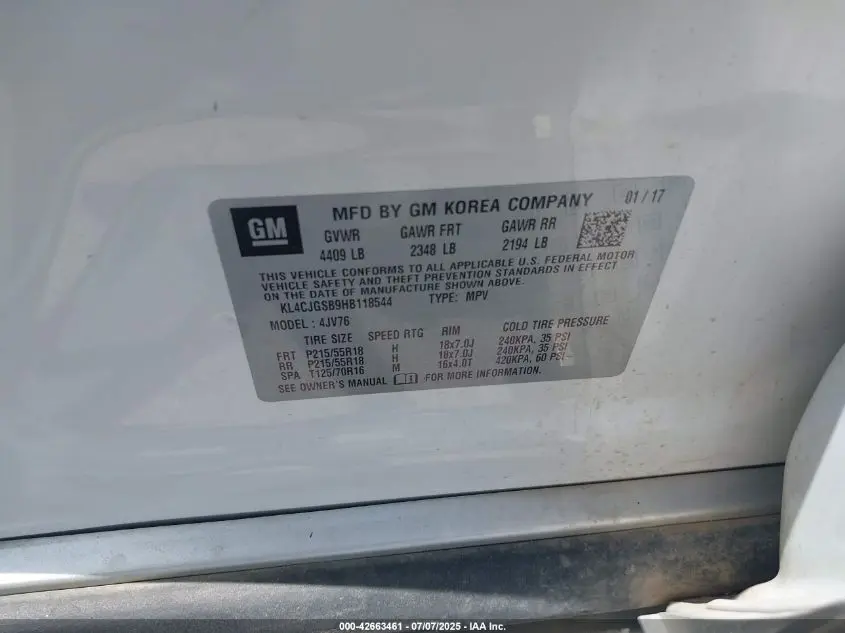 GM
MFD BY GM KOREA COMPANY 01/17
GVWR GAWR FRT GAWR RR
4409 LB 2348 LB 2194 LB
THIS VEHICLE CONFORMS TO ALL APPLICABLE U.S. FEDERAL MOTOR
VEHICLE SAFETY AND THEFT PREVENTION STANDARDS IN EFFECT
ON THE DATE OF MANUFACTURE SHOWN ABOVE.
KL4CJGSB9HB118544 TYPE: MPV
MODEL: 4JV76
TIRE SIZE SPEED RTG RIM COLD TIRE PRESSURE
FRT P215/55R18 H 18x7.0J 240KPA, 35 PSI
RR P215/55R18 H 18x7.0J 240KPA, 35 PSI
SPA T125/70R16 M 16x4.0T 420KPA, 60 PSI
SEE OWNER'S MANUAL FOR MORE INFORMATION.
000-42663461 - 07/07/2025 - IAA Inc.